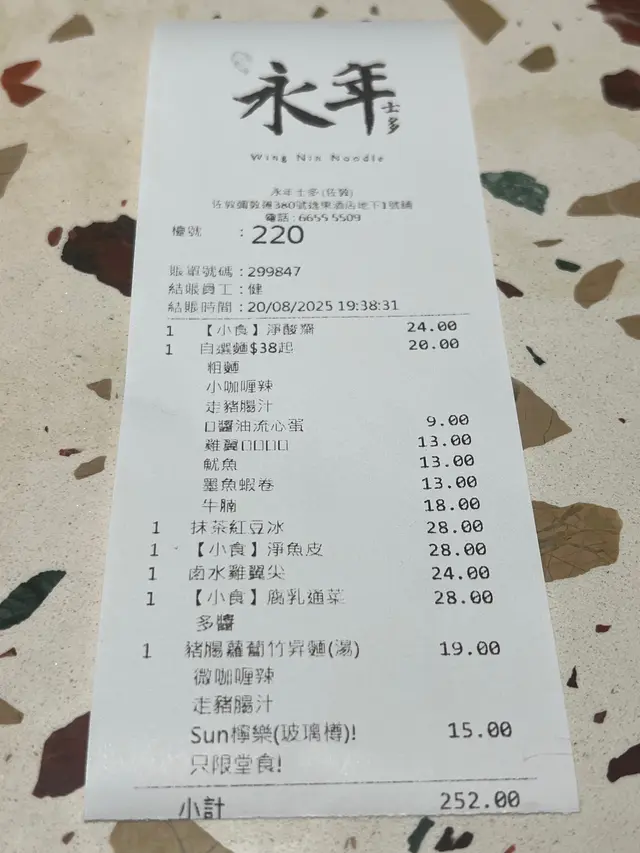 永年士多
Wing Nin Noodle
永年士多(佐敦)
佐敦彌敦道380號逸東酒店地下1號舖
電話：6655 5509
檯號 ：220
賬單號碼：299847
結賬員工：健
結賬時間：20/08/2025 19:38:31
1 【小食】淨酸齋 24.00
1 自選麵$38起 20.00
粗麵
小咖喱辣
走豬腸汁
□醬油流心蛋 9.00
雞翼□□□□ 13.00
魷魚 13.00
墨魚蝦卷 13.00
牛腩 18.00
1 抹茶紅豆冰 28.00
1 【小食】淨魚皮 28.00
1 鹵水雞翼尖 24.00
1 【小食】腐乳通菜 28.00
多醬
1 豬腸蘿蔔竹昇麵(湯) 19.00
微咖喱辣
走豬腸汁
Sun檸樂(玻璃樽)! 15.00
只限堂食!
小計 252.00